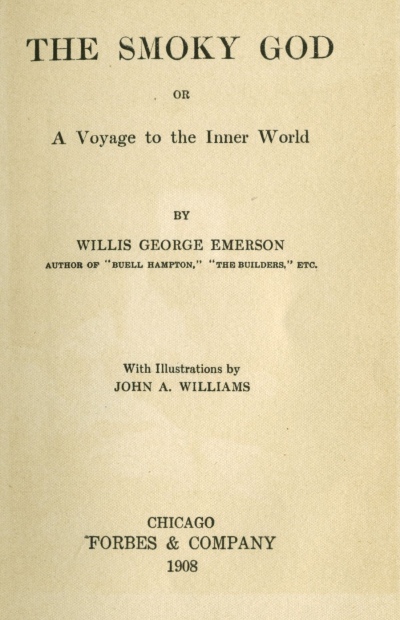 THE SMOKY GOD
OR
A Voyage to the Inner World
BY
WILLIS GEORGE EMERSON
AUTHOR OF "BUELL HAMPTON," "THE BUILDERS," ETC.
With Illustrations by
JOHN A. WILLIAMS
CHICAGO
FORBES & COMPANY
1908